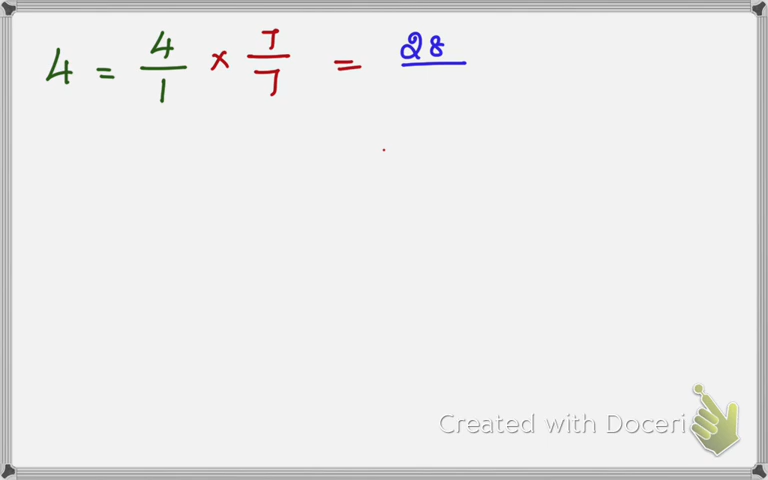 4 = 4/1 × 7/7 = 28/
Created with Doceri